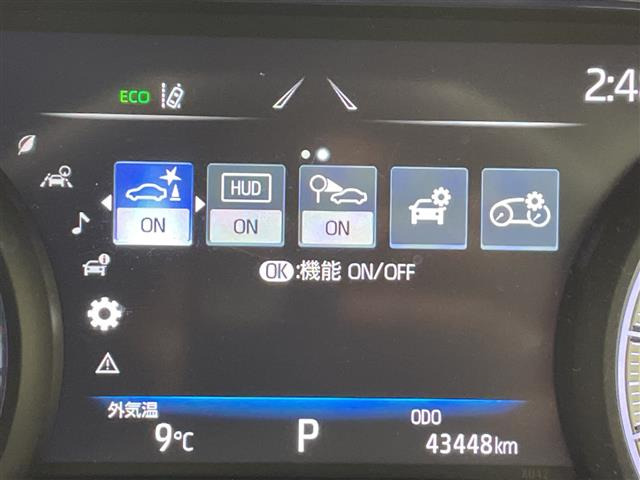 ECO
2:4
HUD
ON
ON
ON
OK:機能 ON/OFF
外気温
ODO
9℃
P
43448km